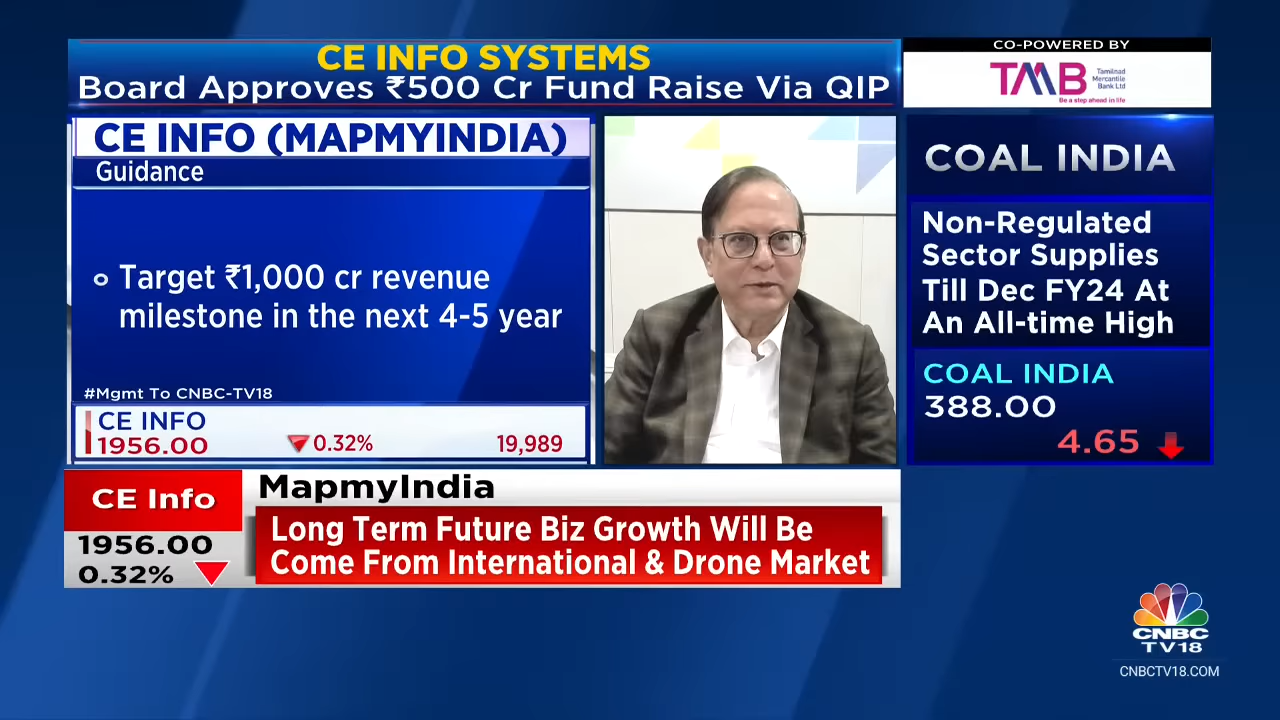 CE INFO SYSTEMS
Board Approves ₹500 Cr Fund Raise Via QIP
CO-POWERED BY
TMB
Tamilnad
Mercantile
Bank Ltd
Be a step ahead in life
CE INFO (MAPMYINDIA)
Guidance
Target ₹1,000 cr revenue
milestone in the next 4-5 year
#Mgmt To CNBC-TV18
CE INFO
1956.00
0.32%
19,989
COAL INDIA
Non-Regulated
Sector Supplies
Till Dec FY24 At
An All-time High
COAL INDIA
388.00
4.65
CE Info
1956.00
0.32%
MapmyIndia
Long Term Future Biz Growth Will Be
Come From International & Drone Market
CNBC
TV18
CNBCTV18.COM